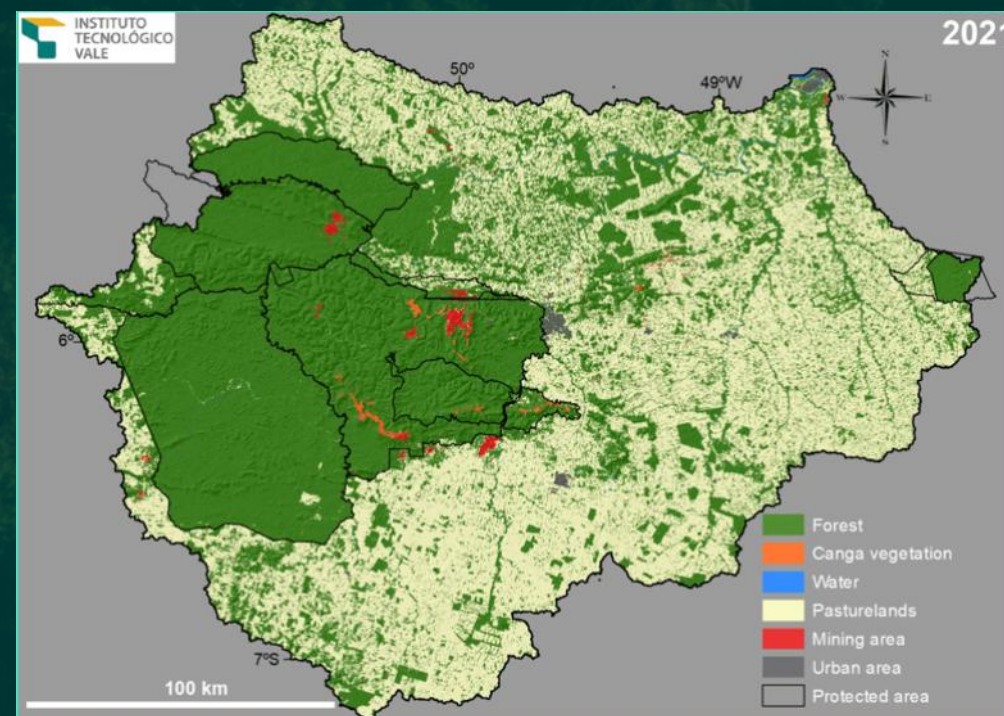 INSTITUTO
TECNOLÓGICO
VALE
2021
50º
49ºW
N
W
E
S
6º
7ºS
100 km
Forest
Canga vegetation
Water
Pasturelands
Mining area
Urban area
Protected area